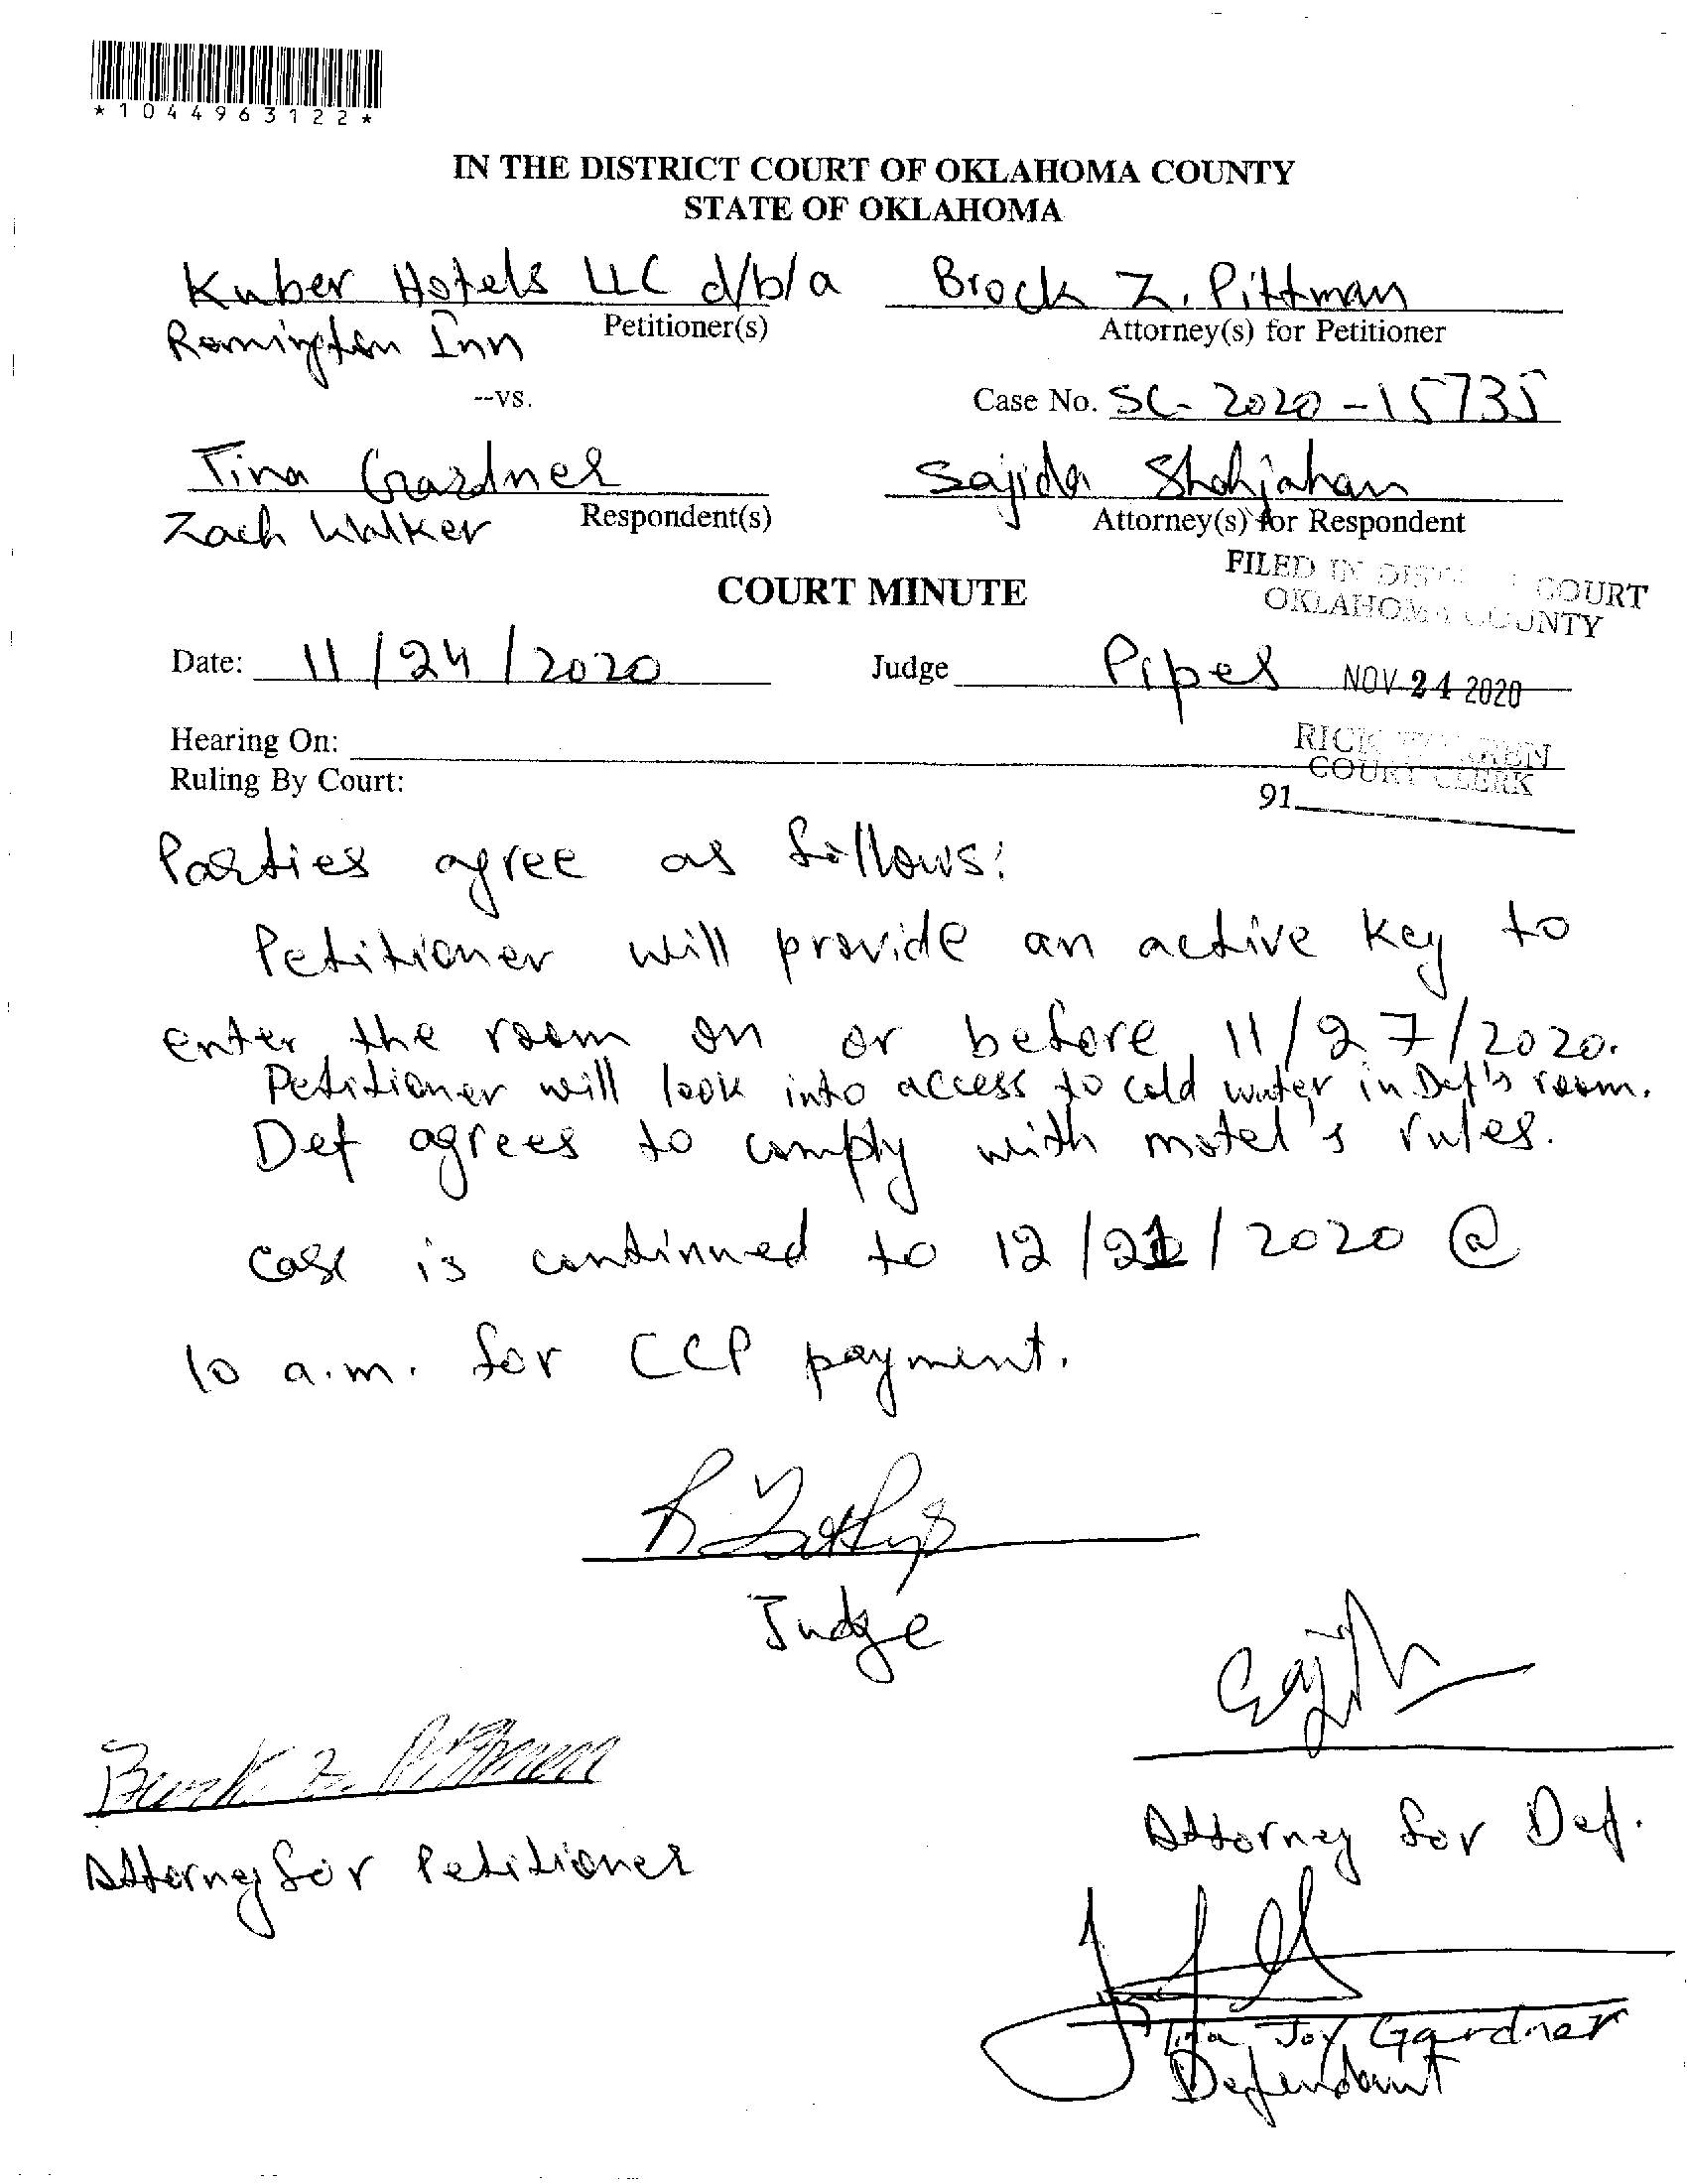 *1044963122*
IN THE DISTRICT COURT OF OKLAHOMA COUNTY
STATE OF OKLAHOMA
Kuber Hotels LLC d/b/a Brock Z. Pittman
Petitioner(s) Attorney(s) for Petitioner
Remington Inn
--vs.
Case No. SC-2020-15735
Tina Gardner Sajida Shahjahan
Zach Walker Respondent(s) Attorney(s) for Respondent
FILED IN COURT
OKLAHOMA COUNTY
COURT MINUTE
Date: 11/24/2020 Judge Pipes NOV 24 2020
Hearing On:
RICK WARREN
COURT CLERK
Ruling By Court:
91
Parties agree as follows:
Petitioner will provide an active key to
enter the room on or before 11/27/2020.
Petitioner will look into access to cold water in Def's room.
Def agrees to comply with motel's rules.
Case is continued to 12/21/2020 @
10 a.m. for CCP payment.
Judge
Brock Z. Pittman
Attorney for Petitioner
Attorney for Def.
Tina Joy Gardner
Defendant